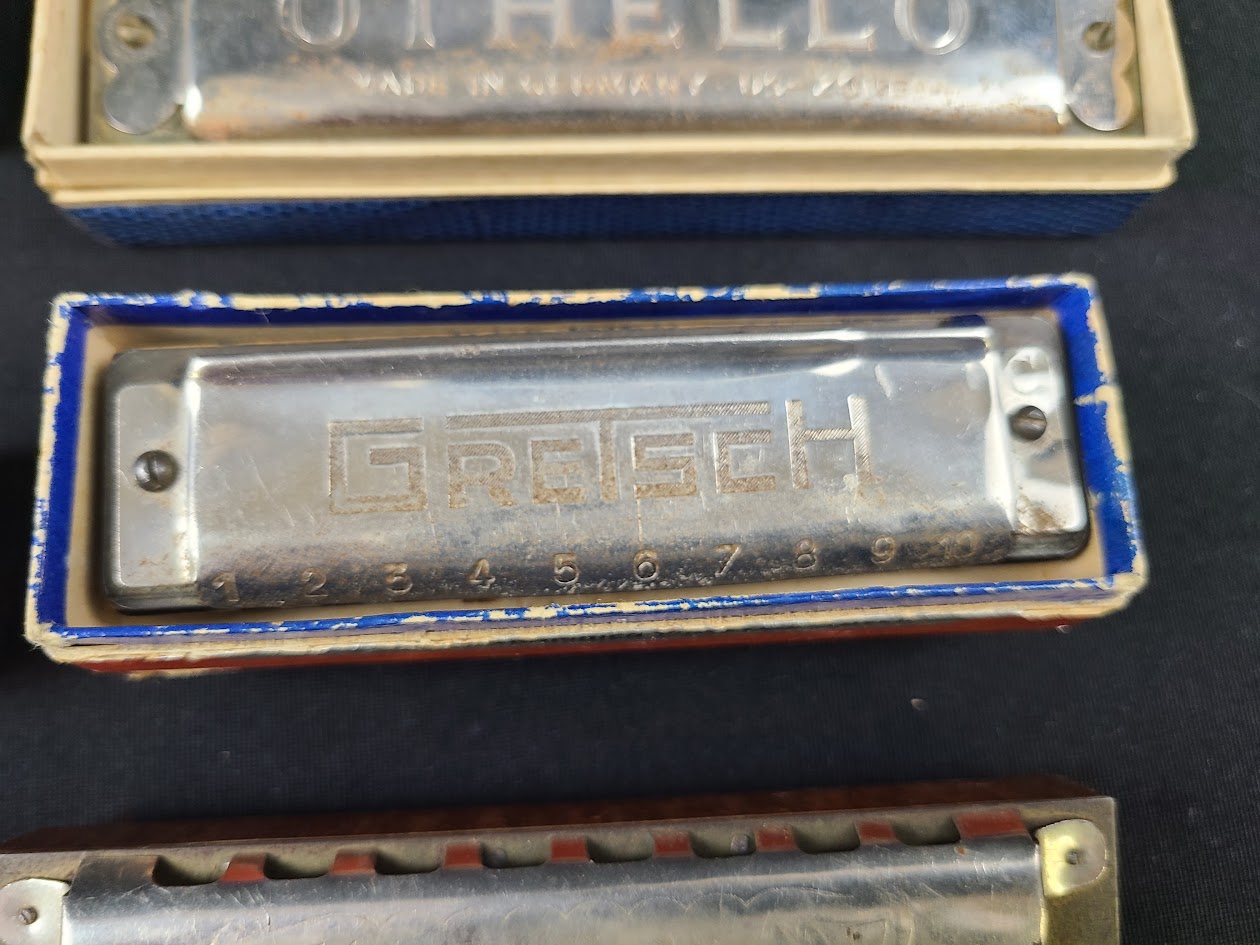 OTHELLO
MADE IN GERMANY
GRETSCH
1 2 3 4 5 6 7 8 9 10